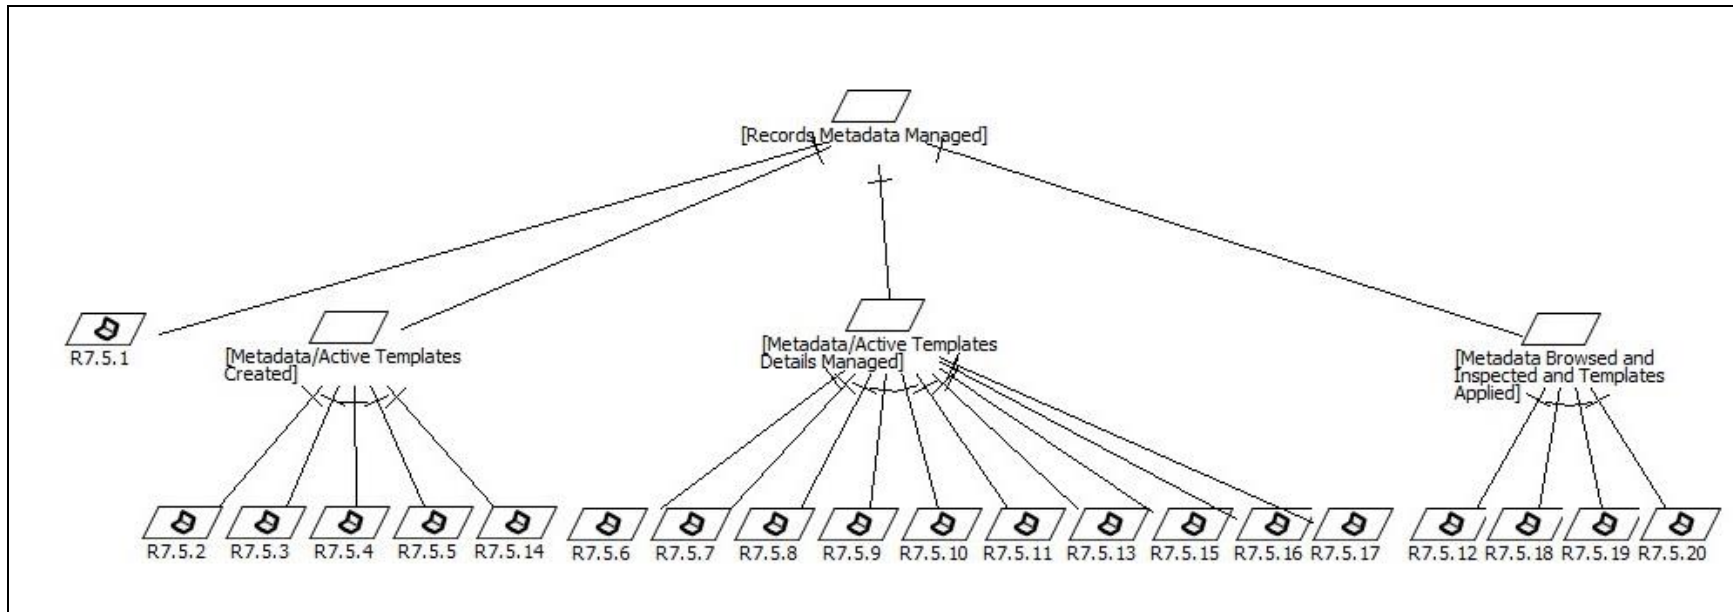 [Records Metadata Managed]
R7.5.1
[Metadata/Active Templates
Created]
[Metadata/Active Templates
Details Managed]
[Metadata Browsed and
Inspected and Templates
Applied]
R7.5.2
R7.5.3
R7.5.4
R7.5.5
R7.5.14
R7.5.6
R7.5.7
R7.5.8
R7.5.9
R7.5.10
R7.5.11
R7.5.13
R7.5.15
R7.5.16
R7.5.17
R7.5.12
R7.5.18
R7.5.19
R7.5.20